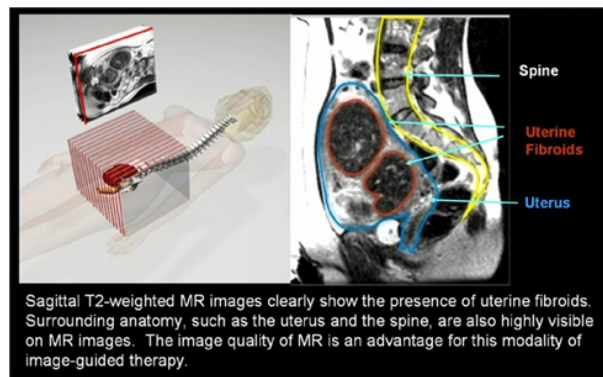 Spine
Uterine
Fibroids
Uterus
Sagittal T2-weighted MR images clearly show the presence of uterine fibroids.
Surrounding anatomy, such as the uterus and the spine, are also highly visible
on MR images.  The image quality of MR is an advantage for this modality of
image-guided therapy.